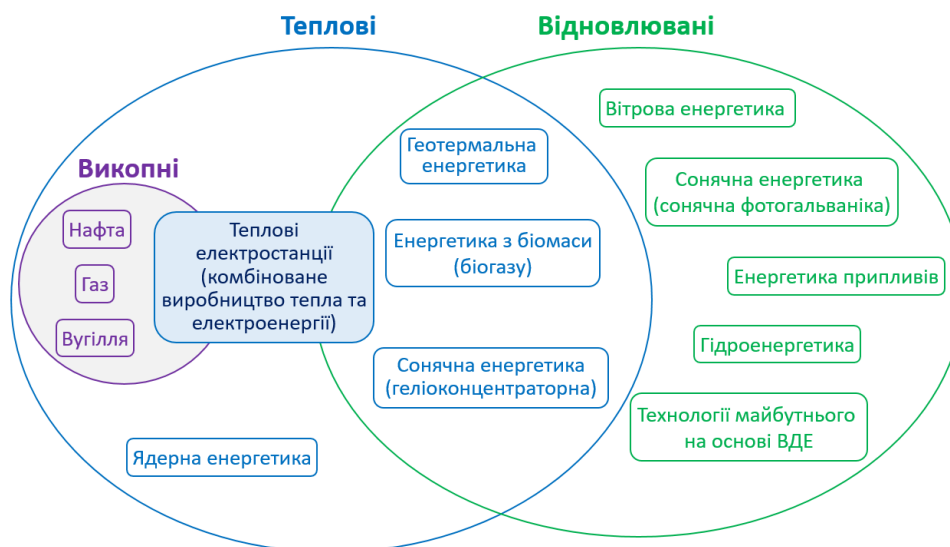 Теплові
Відновлювані
Викопні
Нафта
Газ
Вугілля
Теплові
електростанції
(комбіноване
виробництво тепла та
електроенергії)
Ядерна енергетика
Геотермальна
енергетика
Енергетика з біомаси
(біогазу)
Сонячна енергетика
(геліоконцентраторна)
Вітрова енергетика
Сонячна енергетика
(сонячна фотогальваніка)
Енергетика припливів
Гідроенергетика
Технології майбутнього
на основі ВДЕ